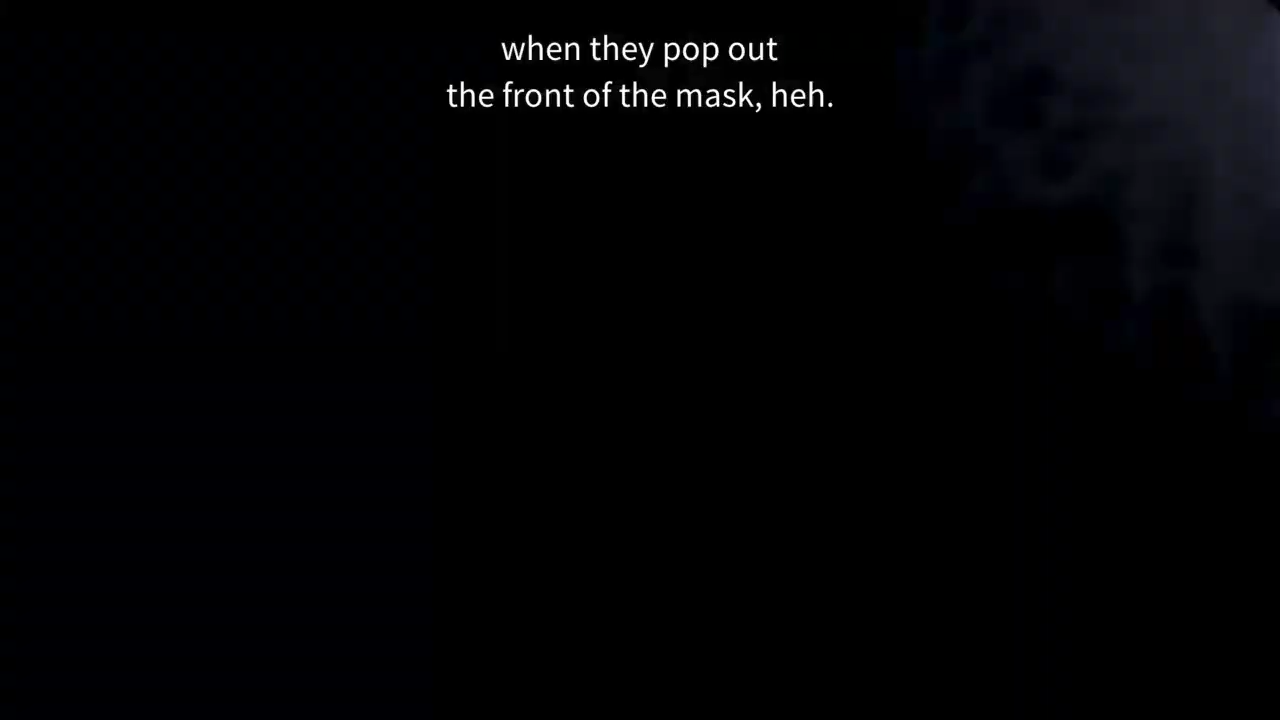 when they pop out
the front of the mask, heh.